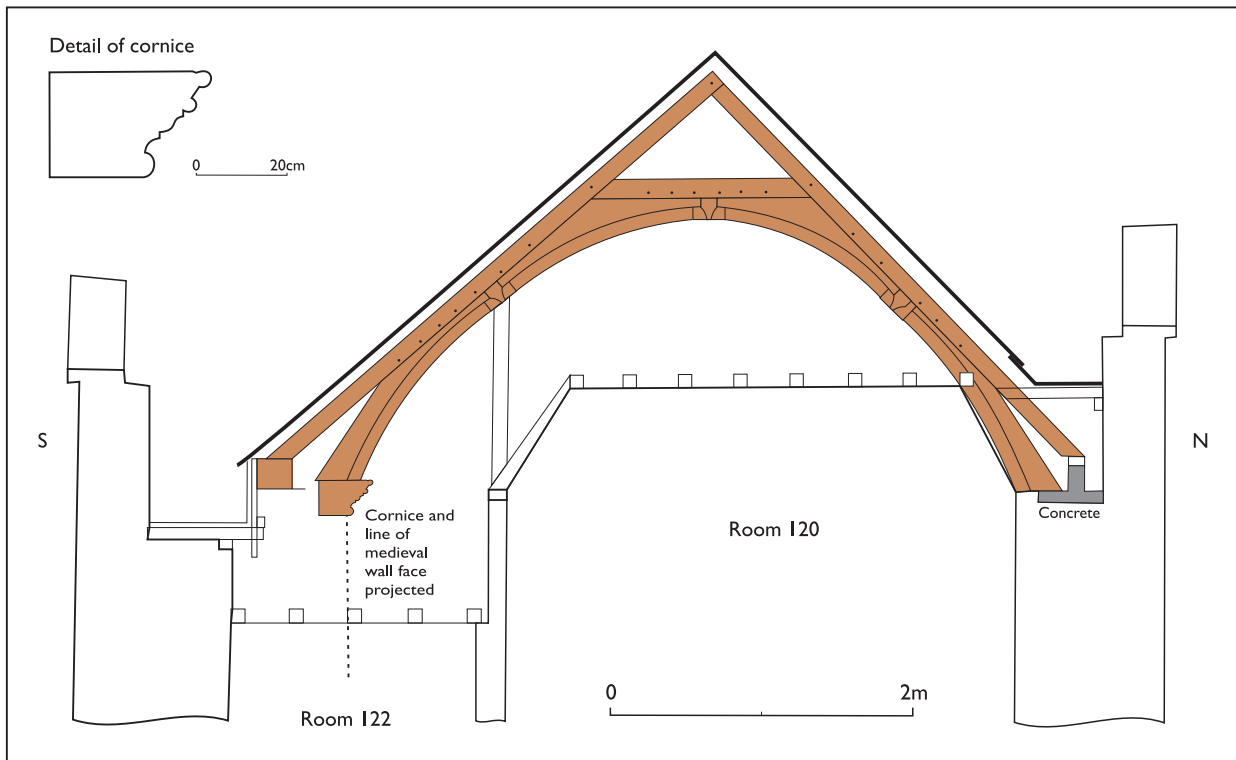 Detail of cornice
0 20cm
S
N
Cornice and
line of
medieval
wall face
projected
Concrete
Room 120
0 2m
Room 122